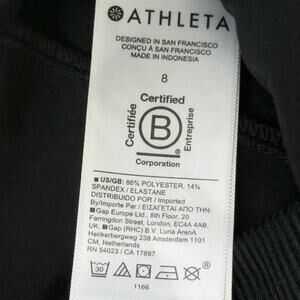 ATHLETA
DESIGNED IN SAN FRANCISCO
CONÇU À SAN FRANCISCO
MADE IN INDONESIA
8
Certified
Certifiée
B
Entreprise
Corporation
■ US/GB: 86% POLYESTER, 14%
SPANDEX / ELASTANE
DISTRIBUIDO POR / Imported
By/Importe Par / ΕΙΣΑΓΕΤΑΙ ΑΠΟ ΤΗΝ:
■ Gap Europe Ltd., 8th Floor, 20
Farringdon Street, London, EC4A 4AB,
UK. ■ Gap (RHC) B.V. Luna ArenA
Herikerbergweg 238 Amsterdam 1101
CM, Netherlands
RN 54023 / CA 17897
30
1166